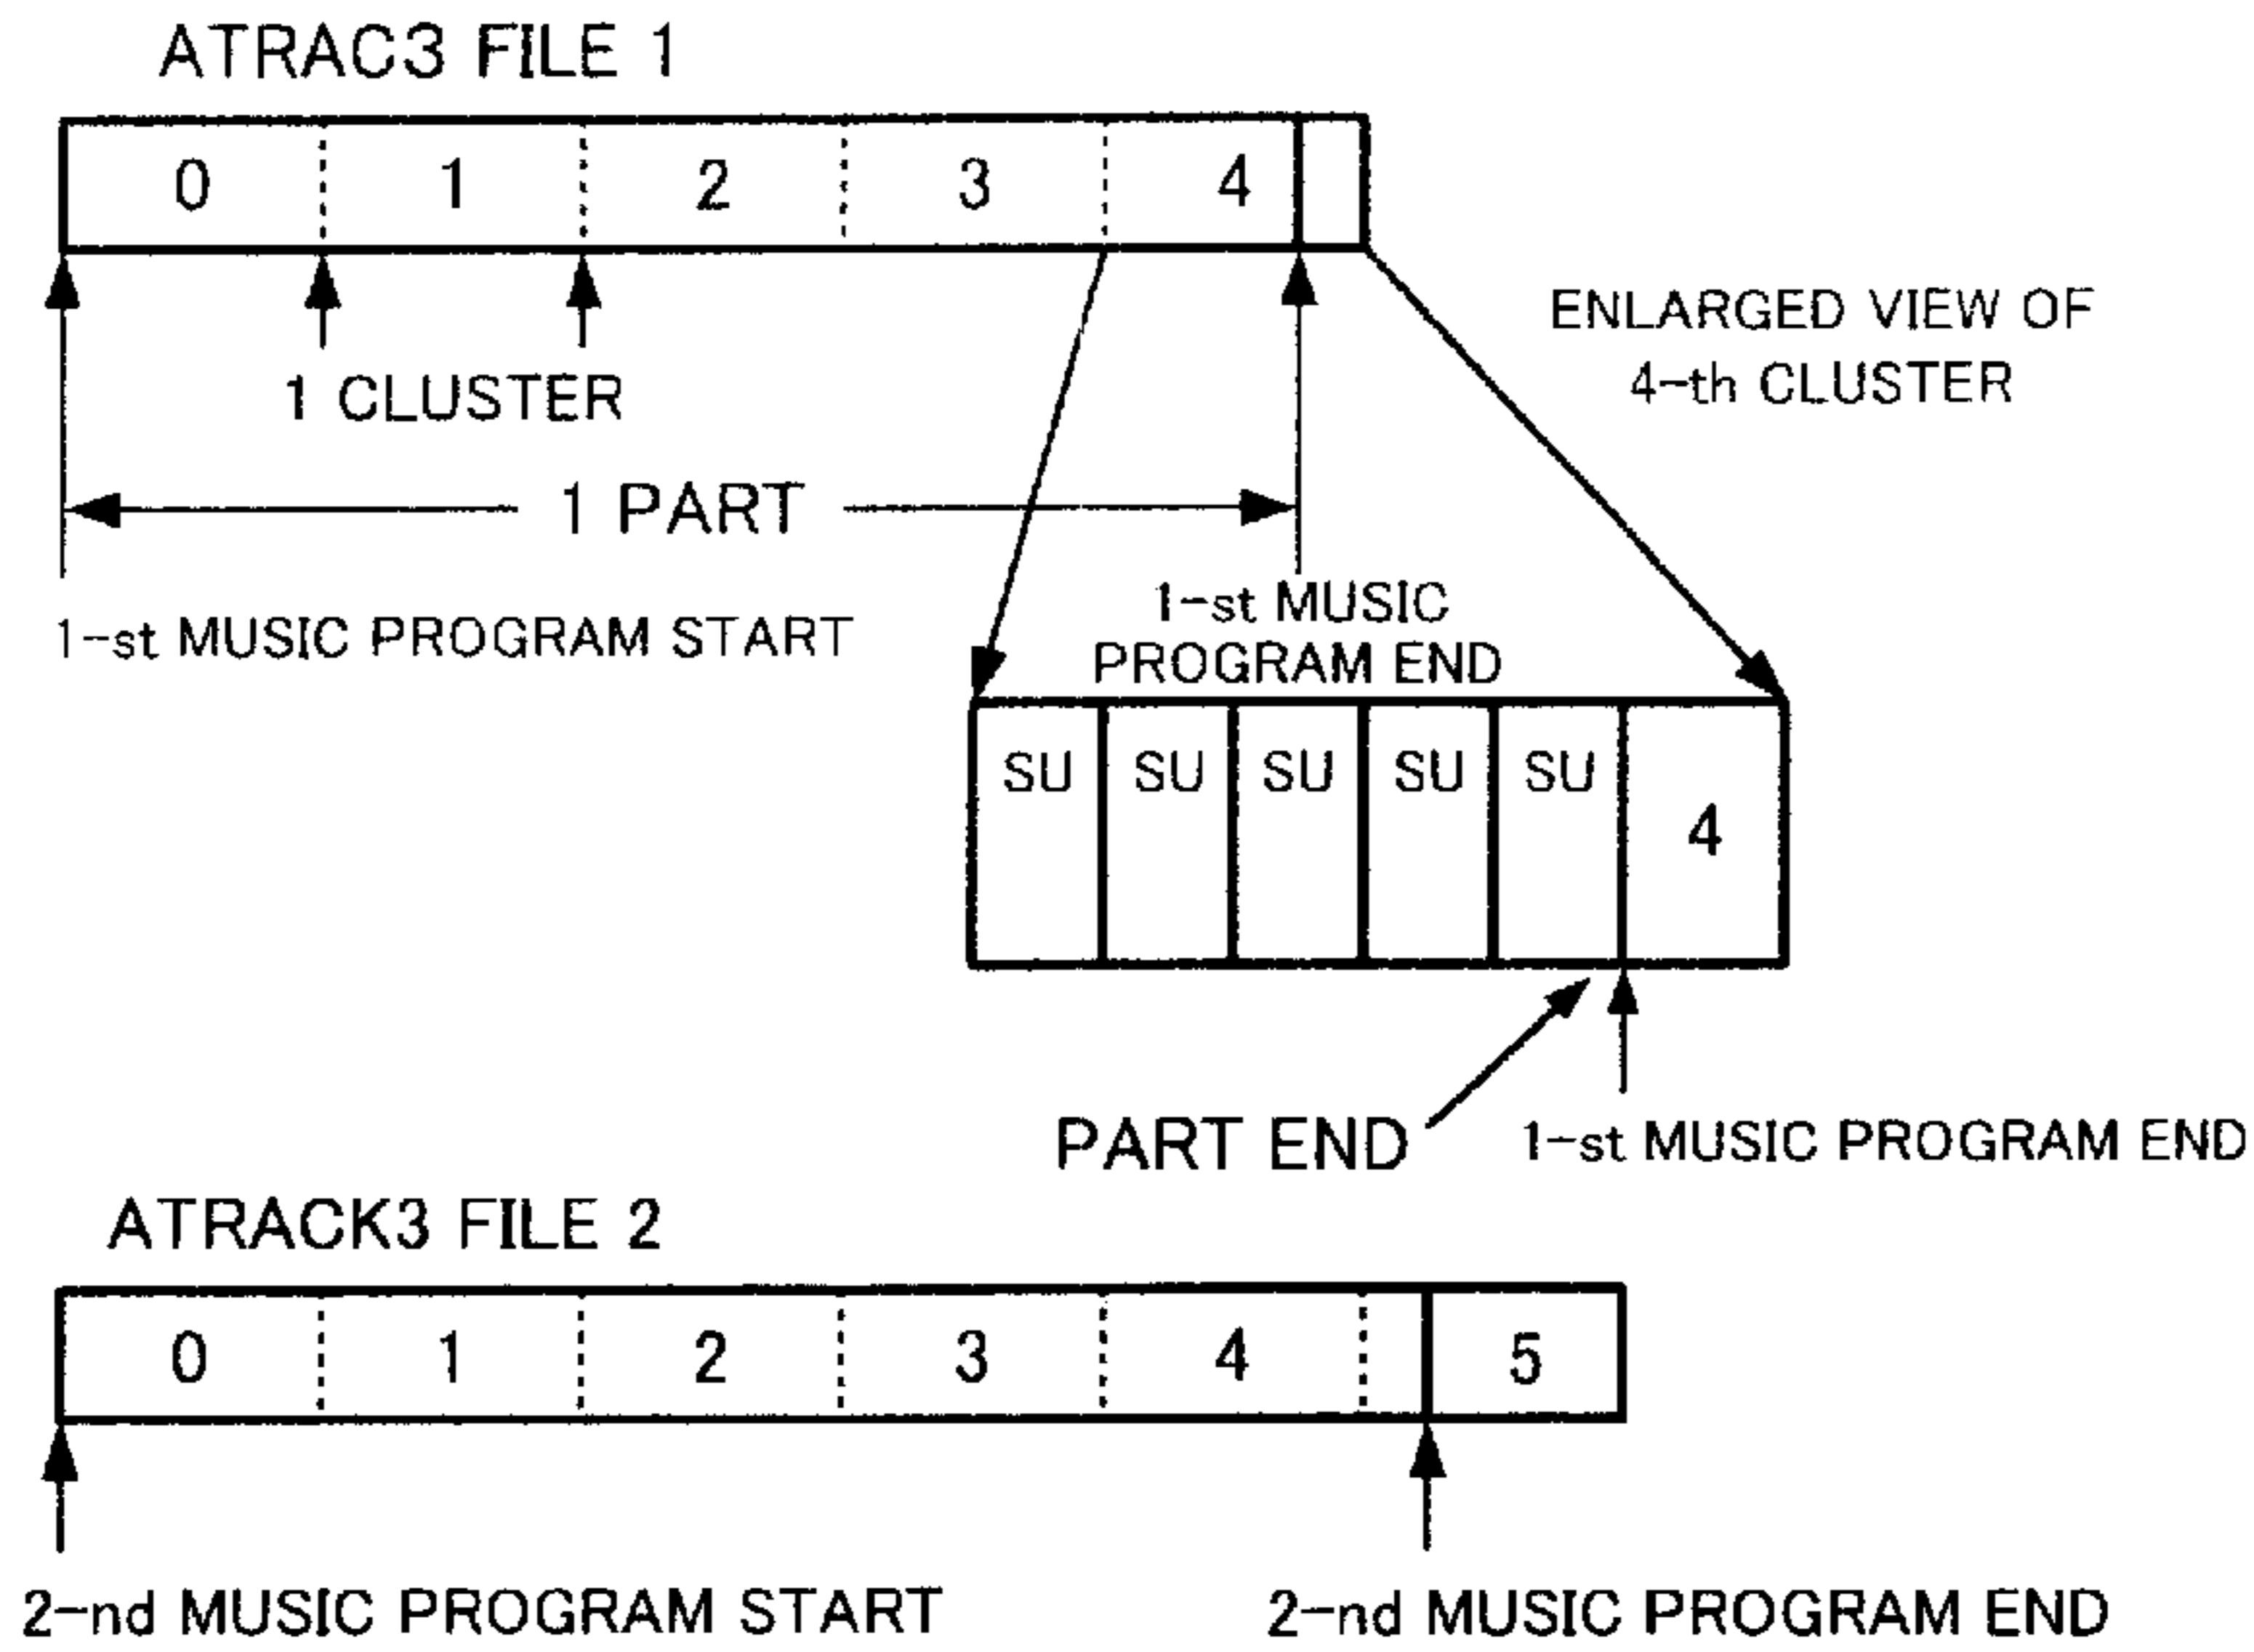 ATRAC3 FILE 1
0 1 2 3 4
ENLARGED VIEW OF
4-th CLUSTER
1 CLUSTER
1 PART
1-st MUSIC PROGRAM START
1-st MUSIC
PROGRAM END
SU SU SU SU SU
4
PART END
1-st MUSIC PROGRAM END
ATRACK3 FILE 2
0 1 2 3 4 5
2-nd MUSIC PROGRAM START
2-nd MUSIC PROGRAM END